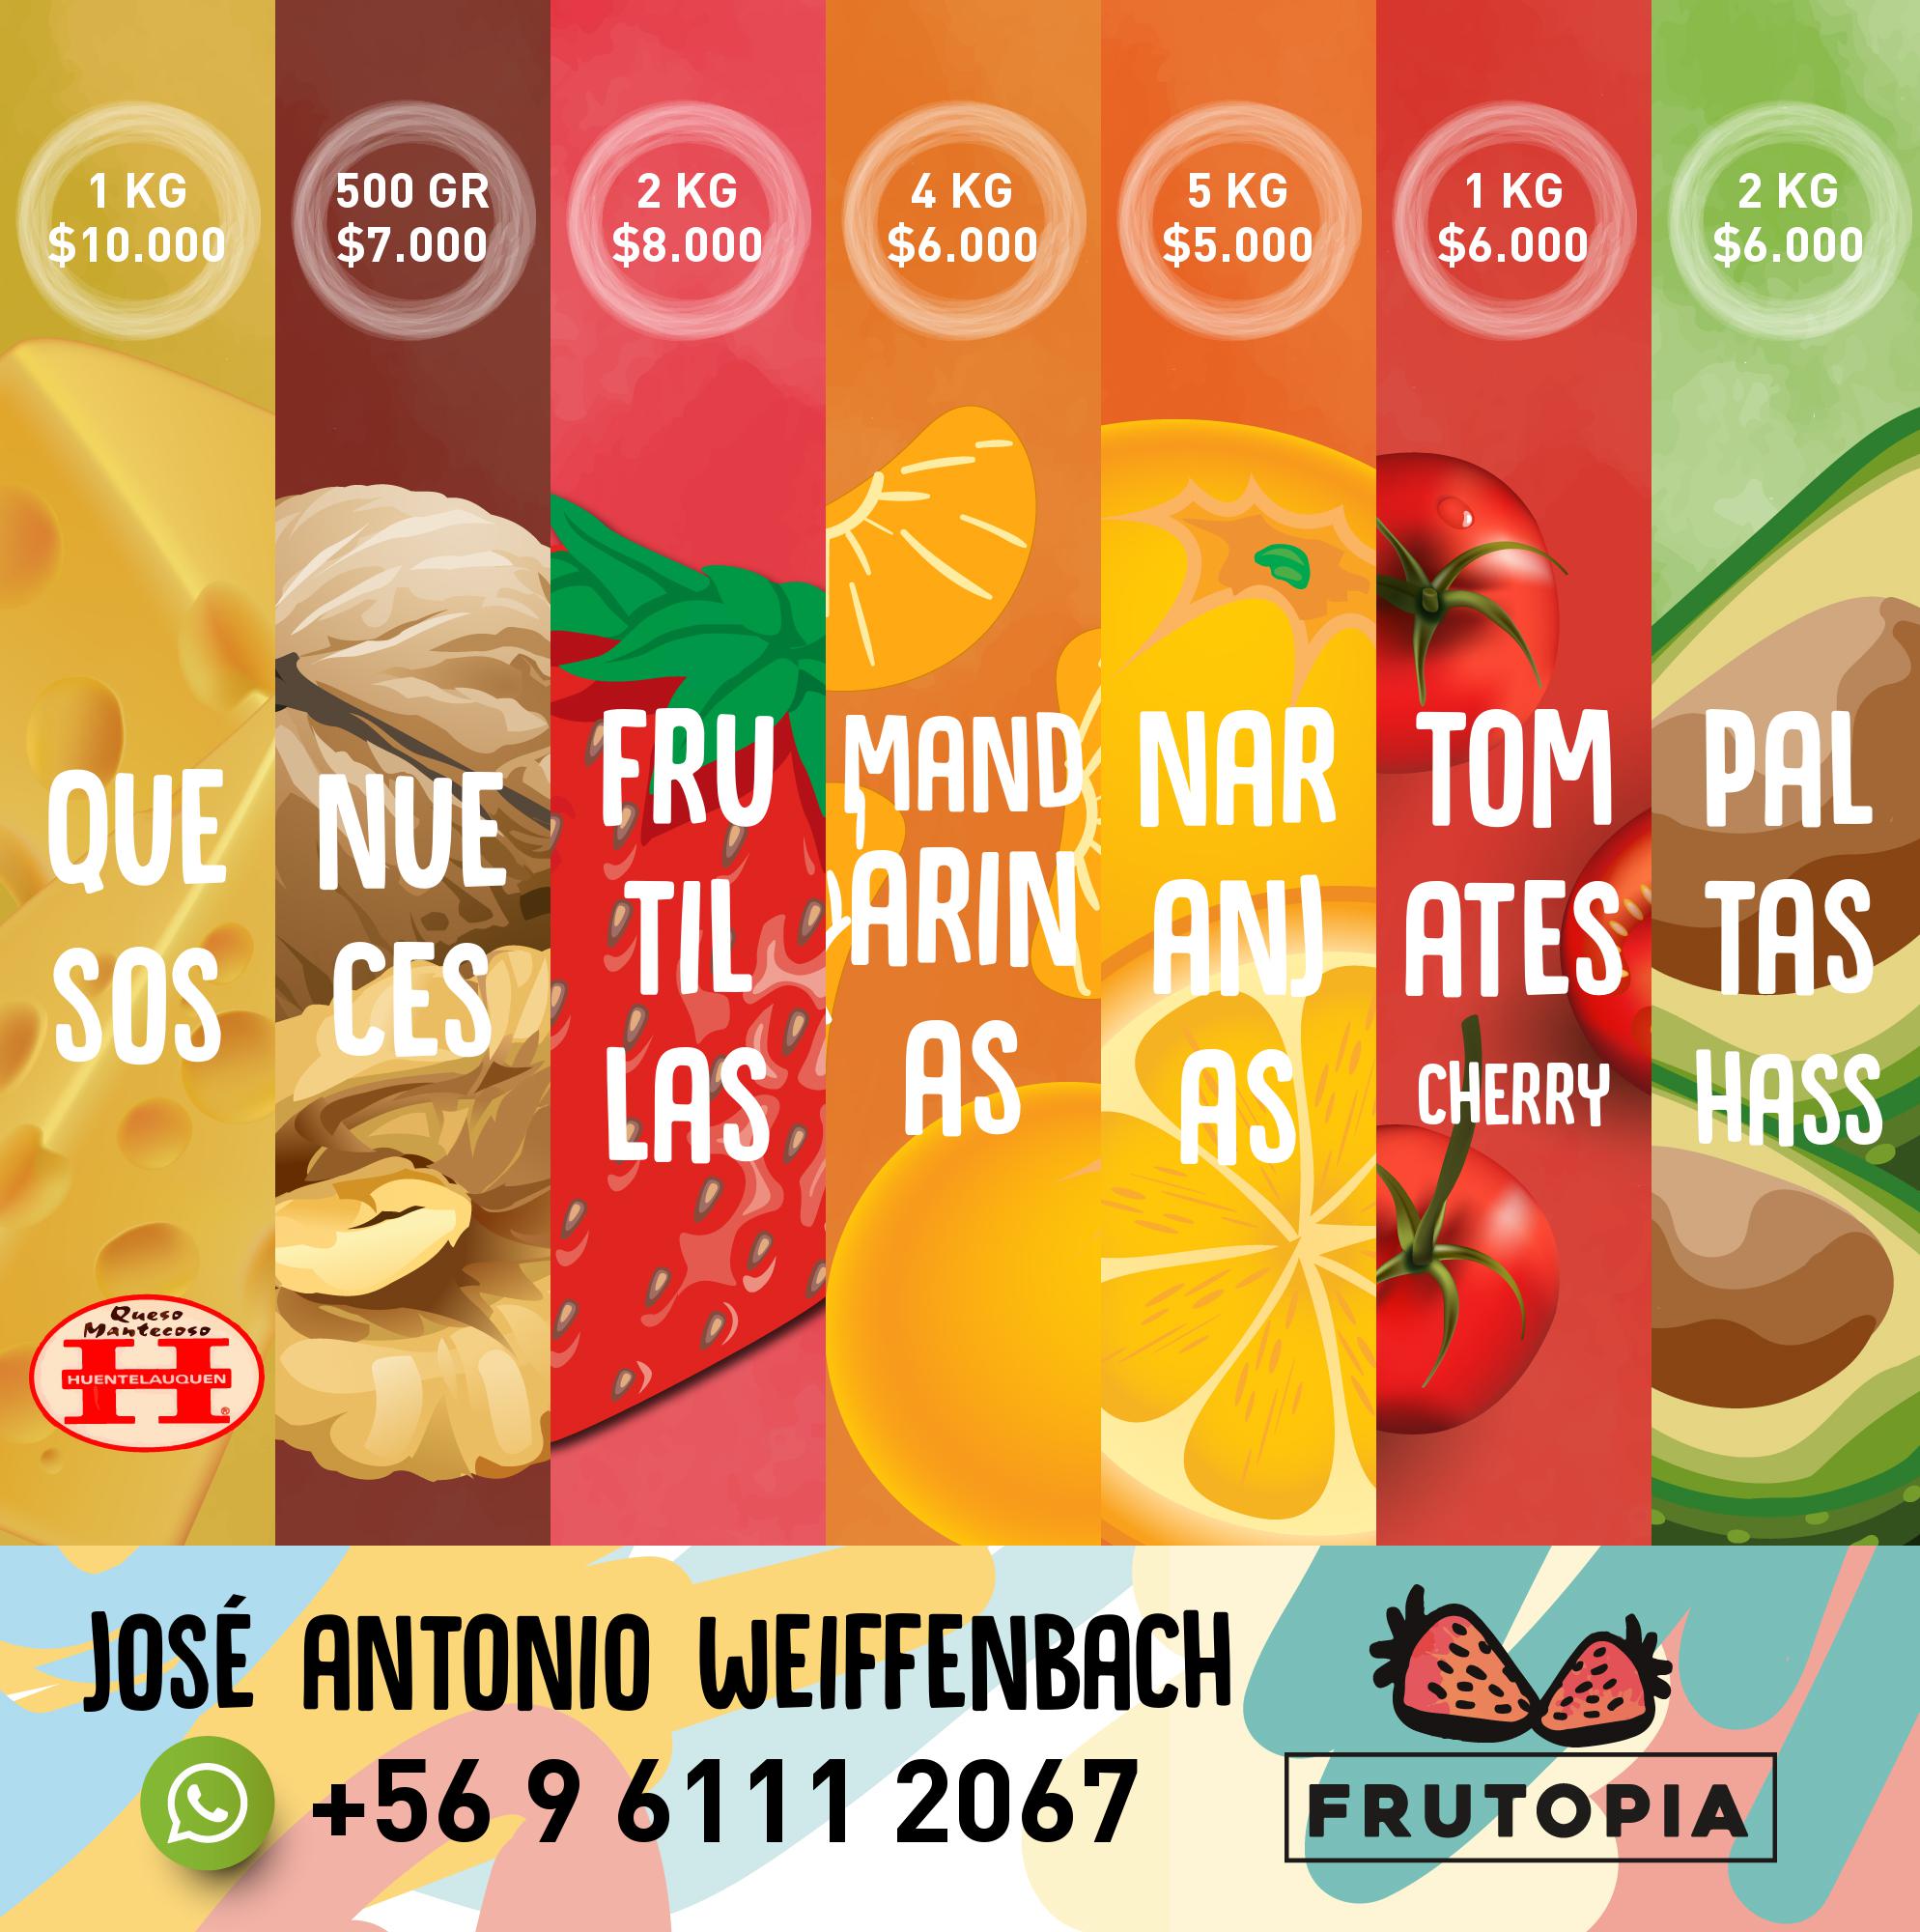 1 KG
$10.000
QUE
SOS
Queso
Mantecoso
H
HUENTELAUQUEN
®
500 GR
$7.000
NUE
CES
2 KG
$8.000
FRU
TIL
LAS
4 KG
$6.000
MAND
ARIN
AS
5 KG
$5.000
NAR
ANJ
AS
1 KG
$6.000
TOM
ATES
CHERRY
2 KG
$6.000
PAL
TAS
HASS
JOSÉ ANTONIO WEIFFENBACH
+56 9 6111 2067
FRUTOPIA